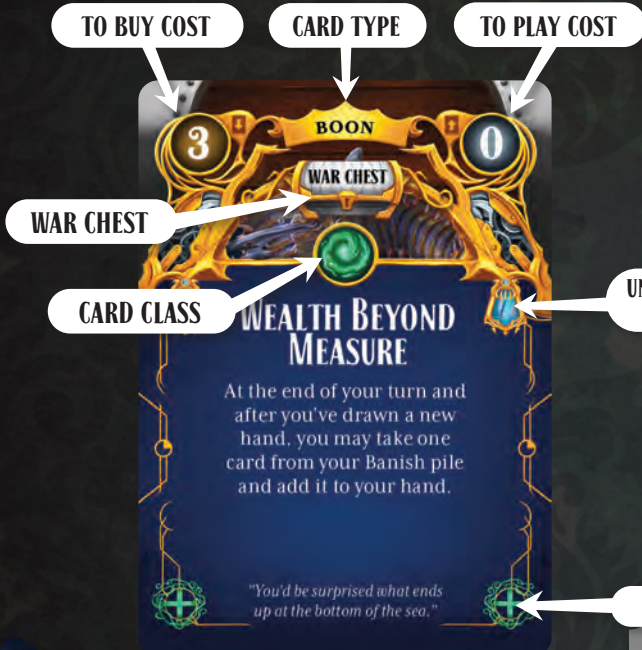 TO BUY COST
CARD TYPE
TO PLAY COST
3
BOON
0
WAR CHEST
WAR CHEST
CARD CLASS
WEALTH BEYOND
MEASURE
At the end of your turn and
after you've drawn a new
hand, you may take one
card from your Banish pile
and add it to your hand.
"You'd be surprised what ends
up at the bottom of the sea."